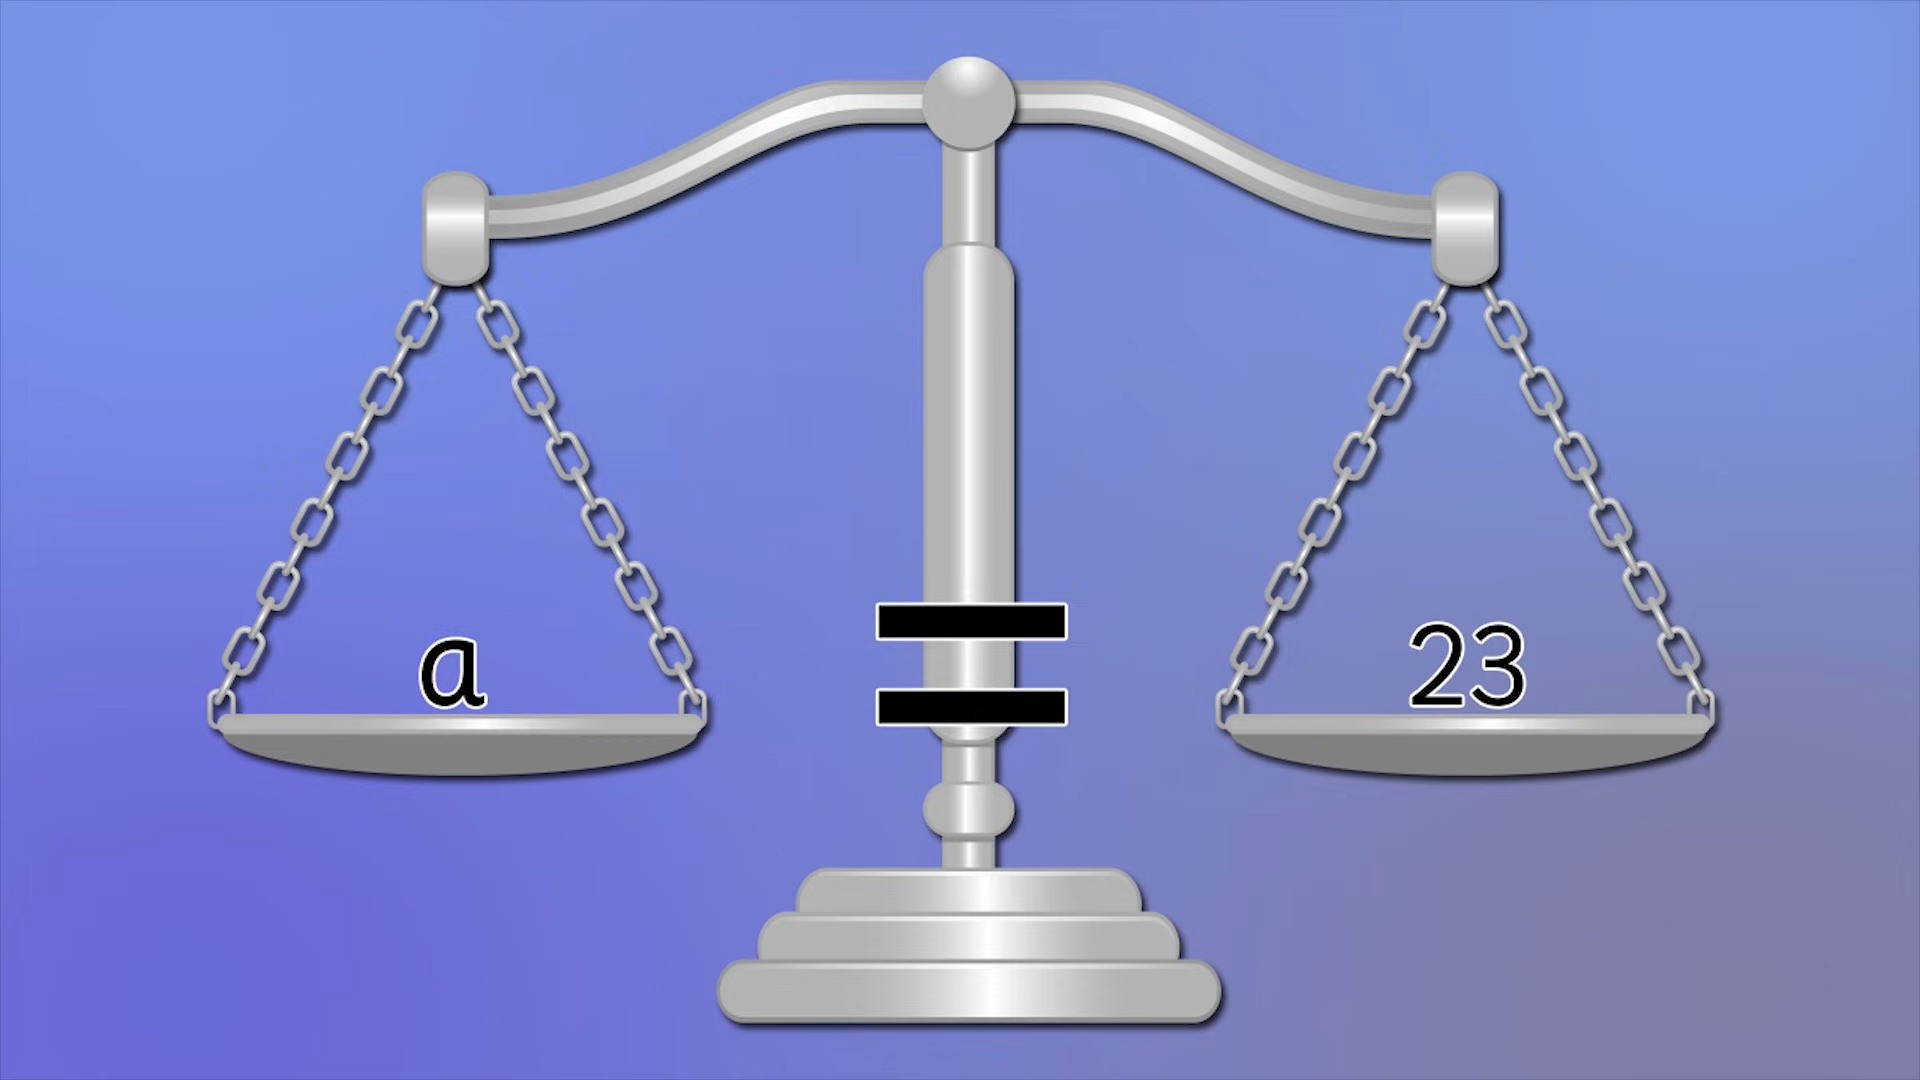 a = 23